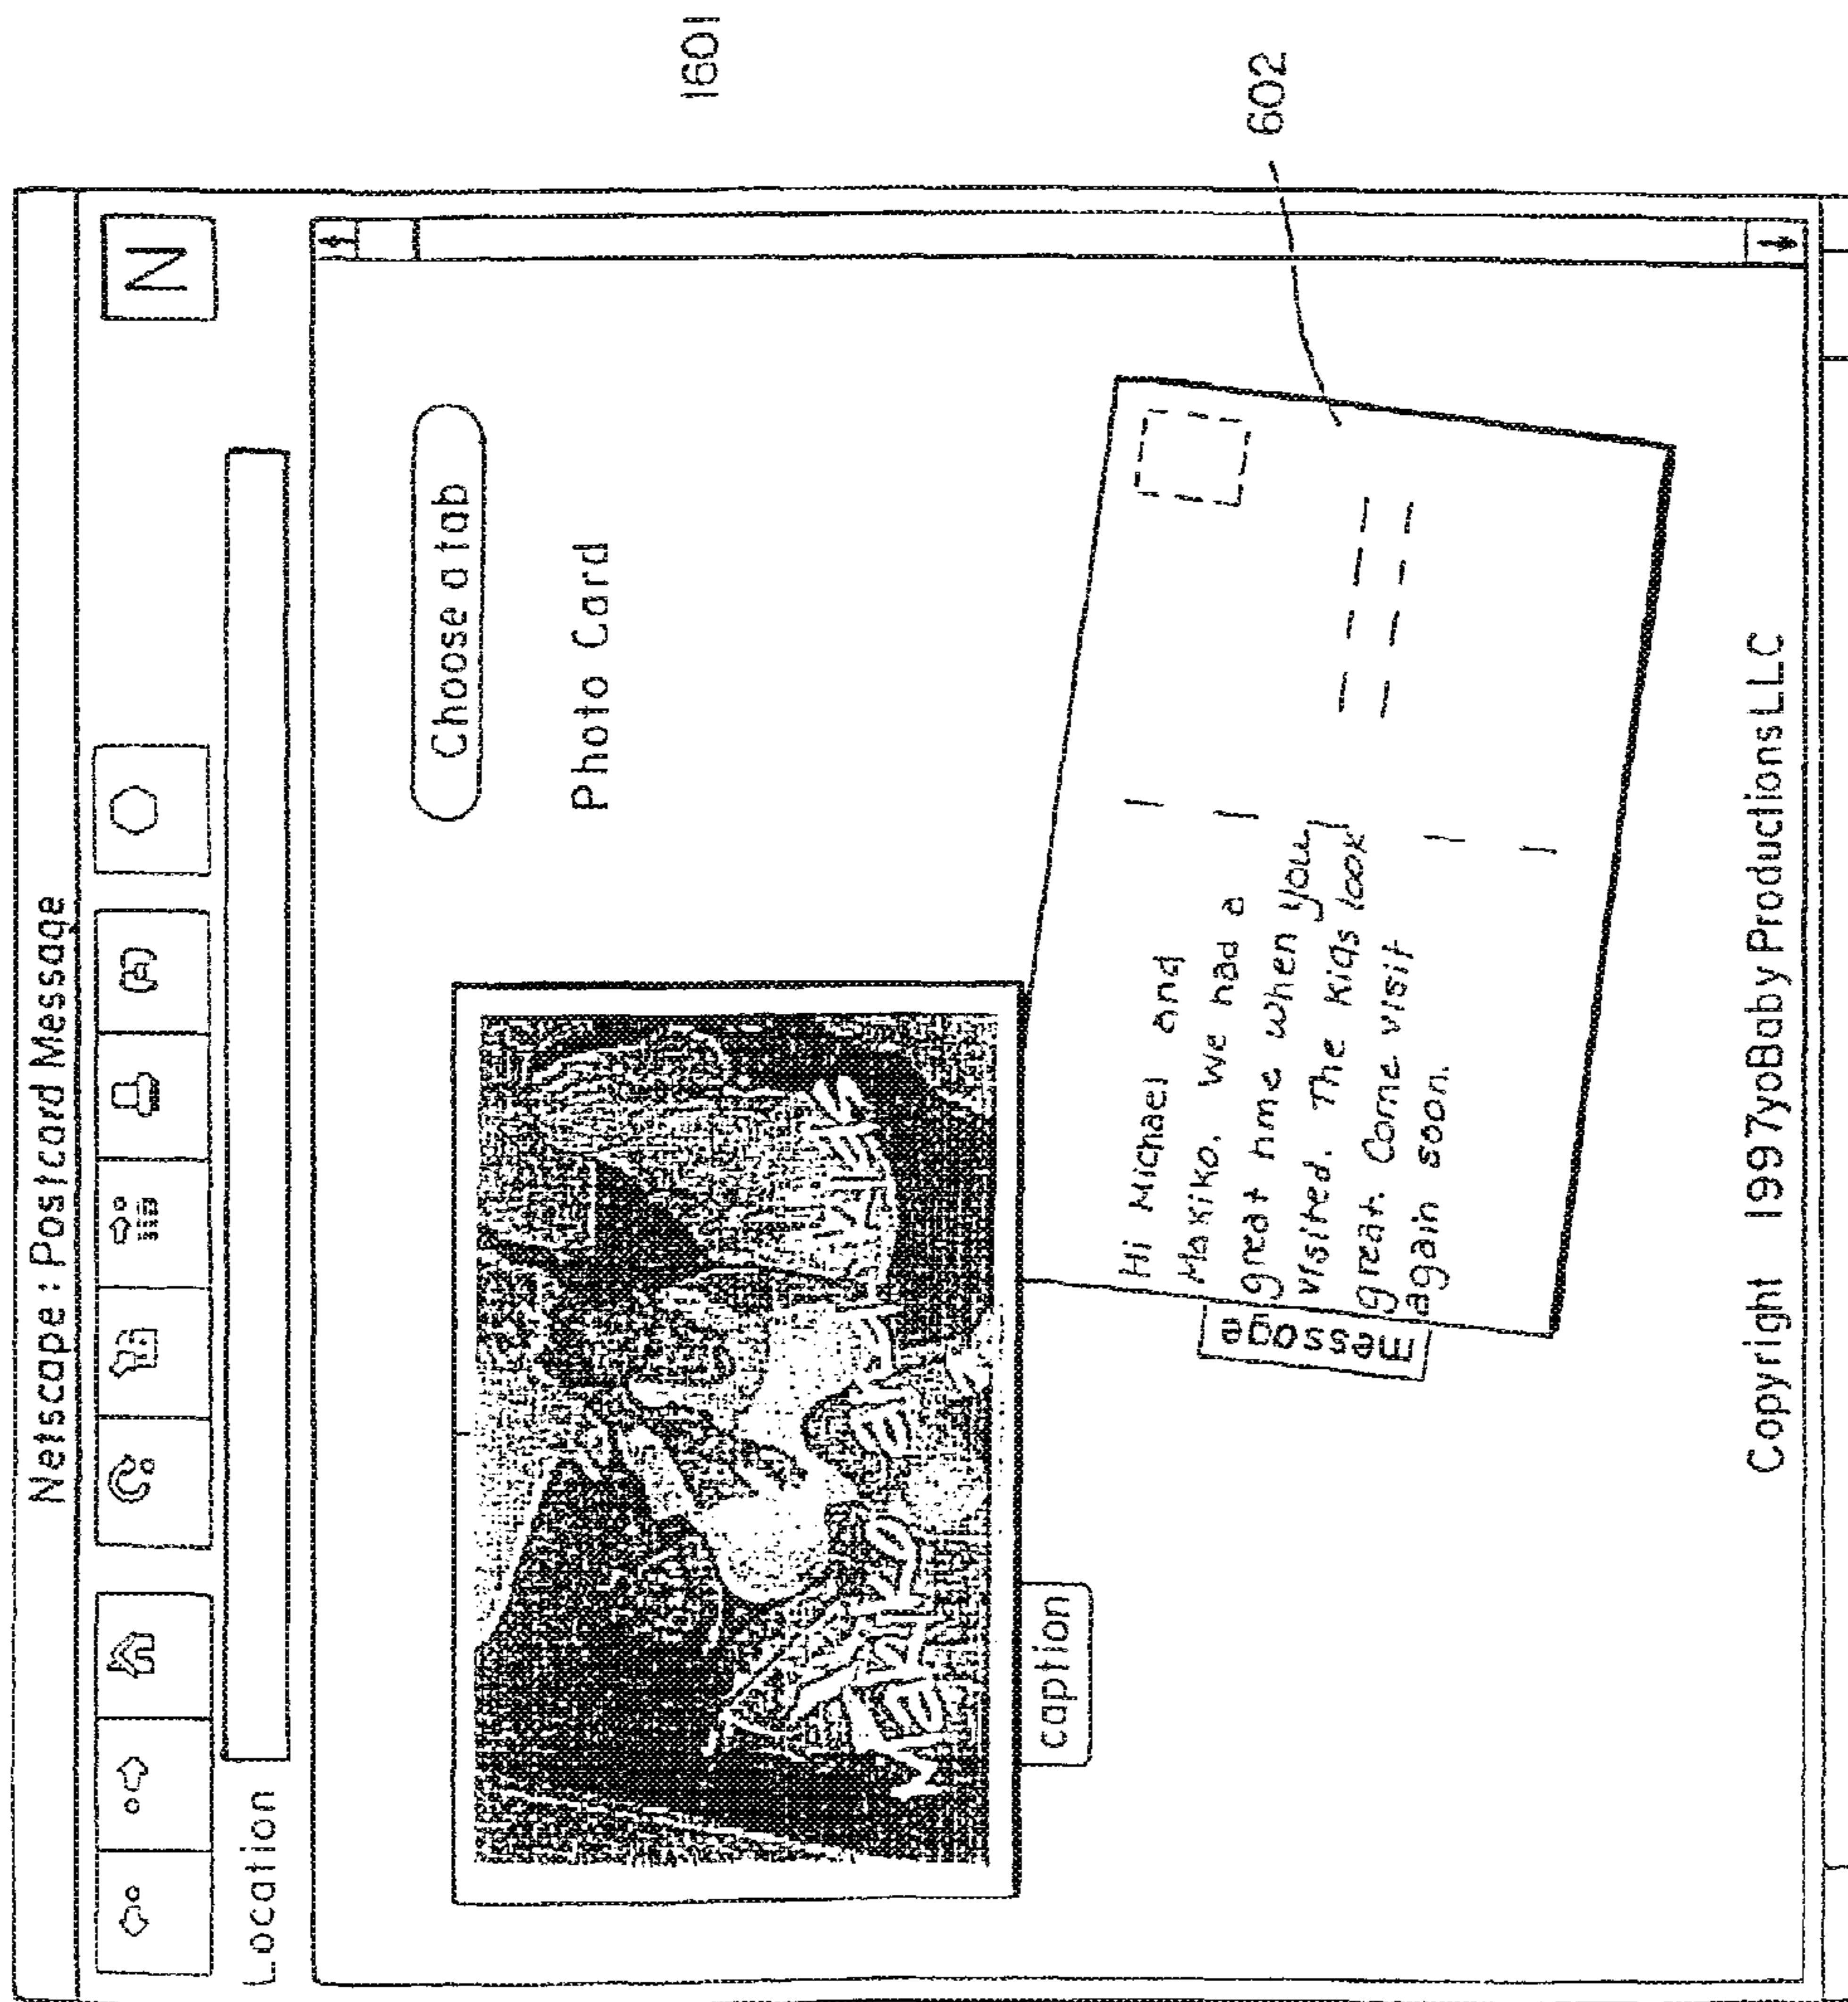 Netscape: Postcard Message
N
Location
Choose a tab
Photo Card
caption
Message
Hi Michael and
Makiko. We had a
great time when you
visited. The kids look
great. Come visit
again soon.
Copyright 1997yoBaby Productions LLC
1601
602